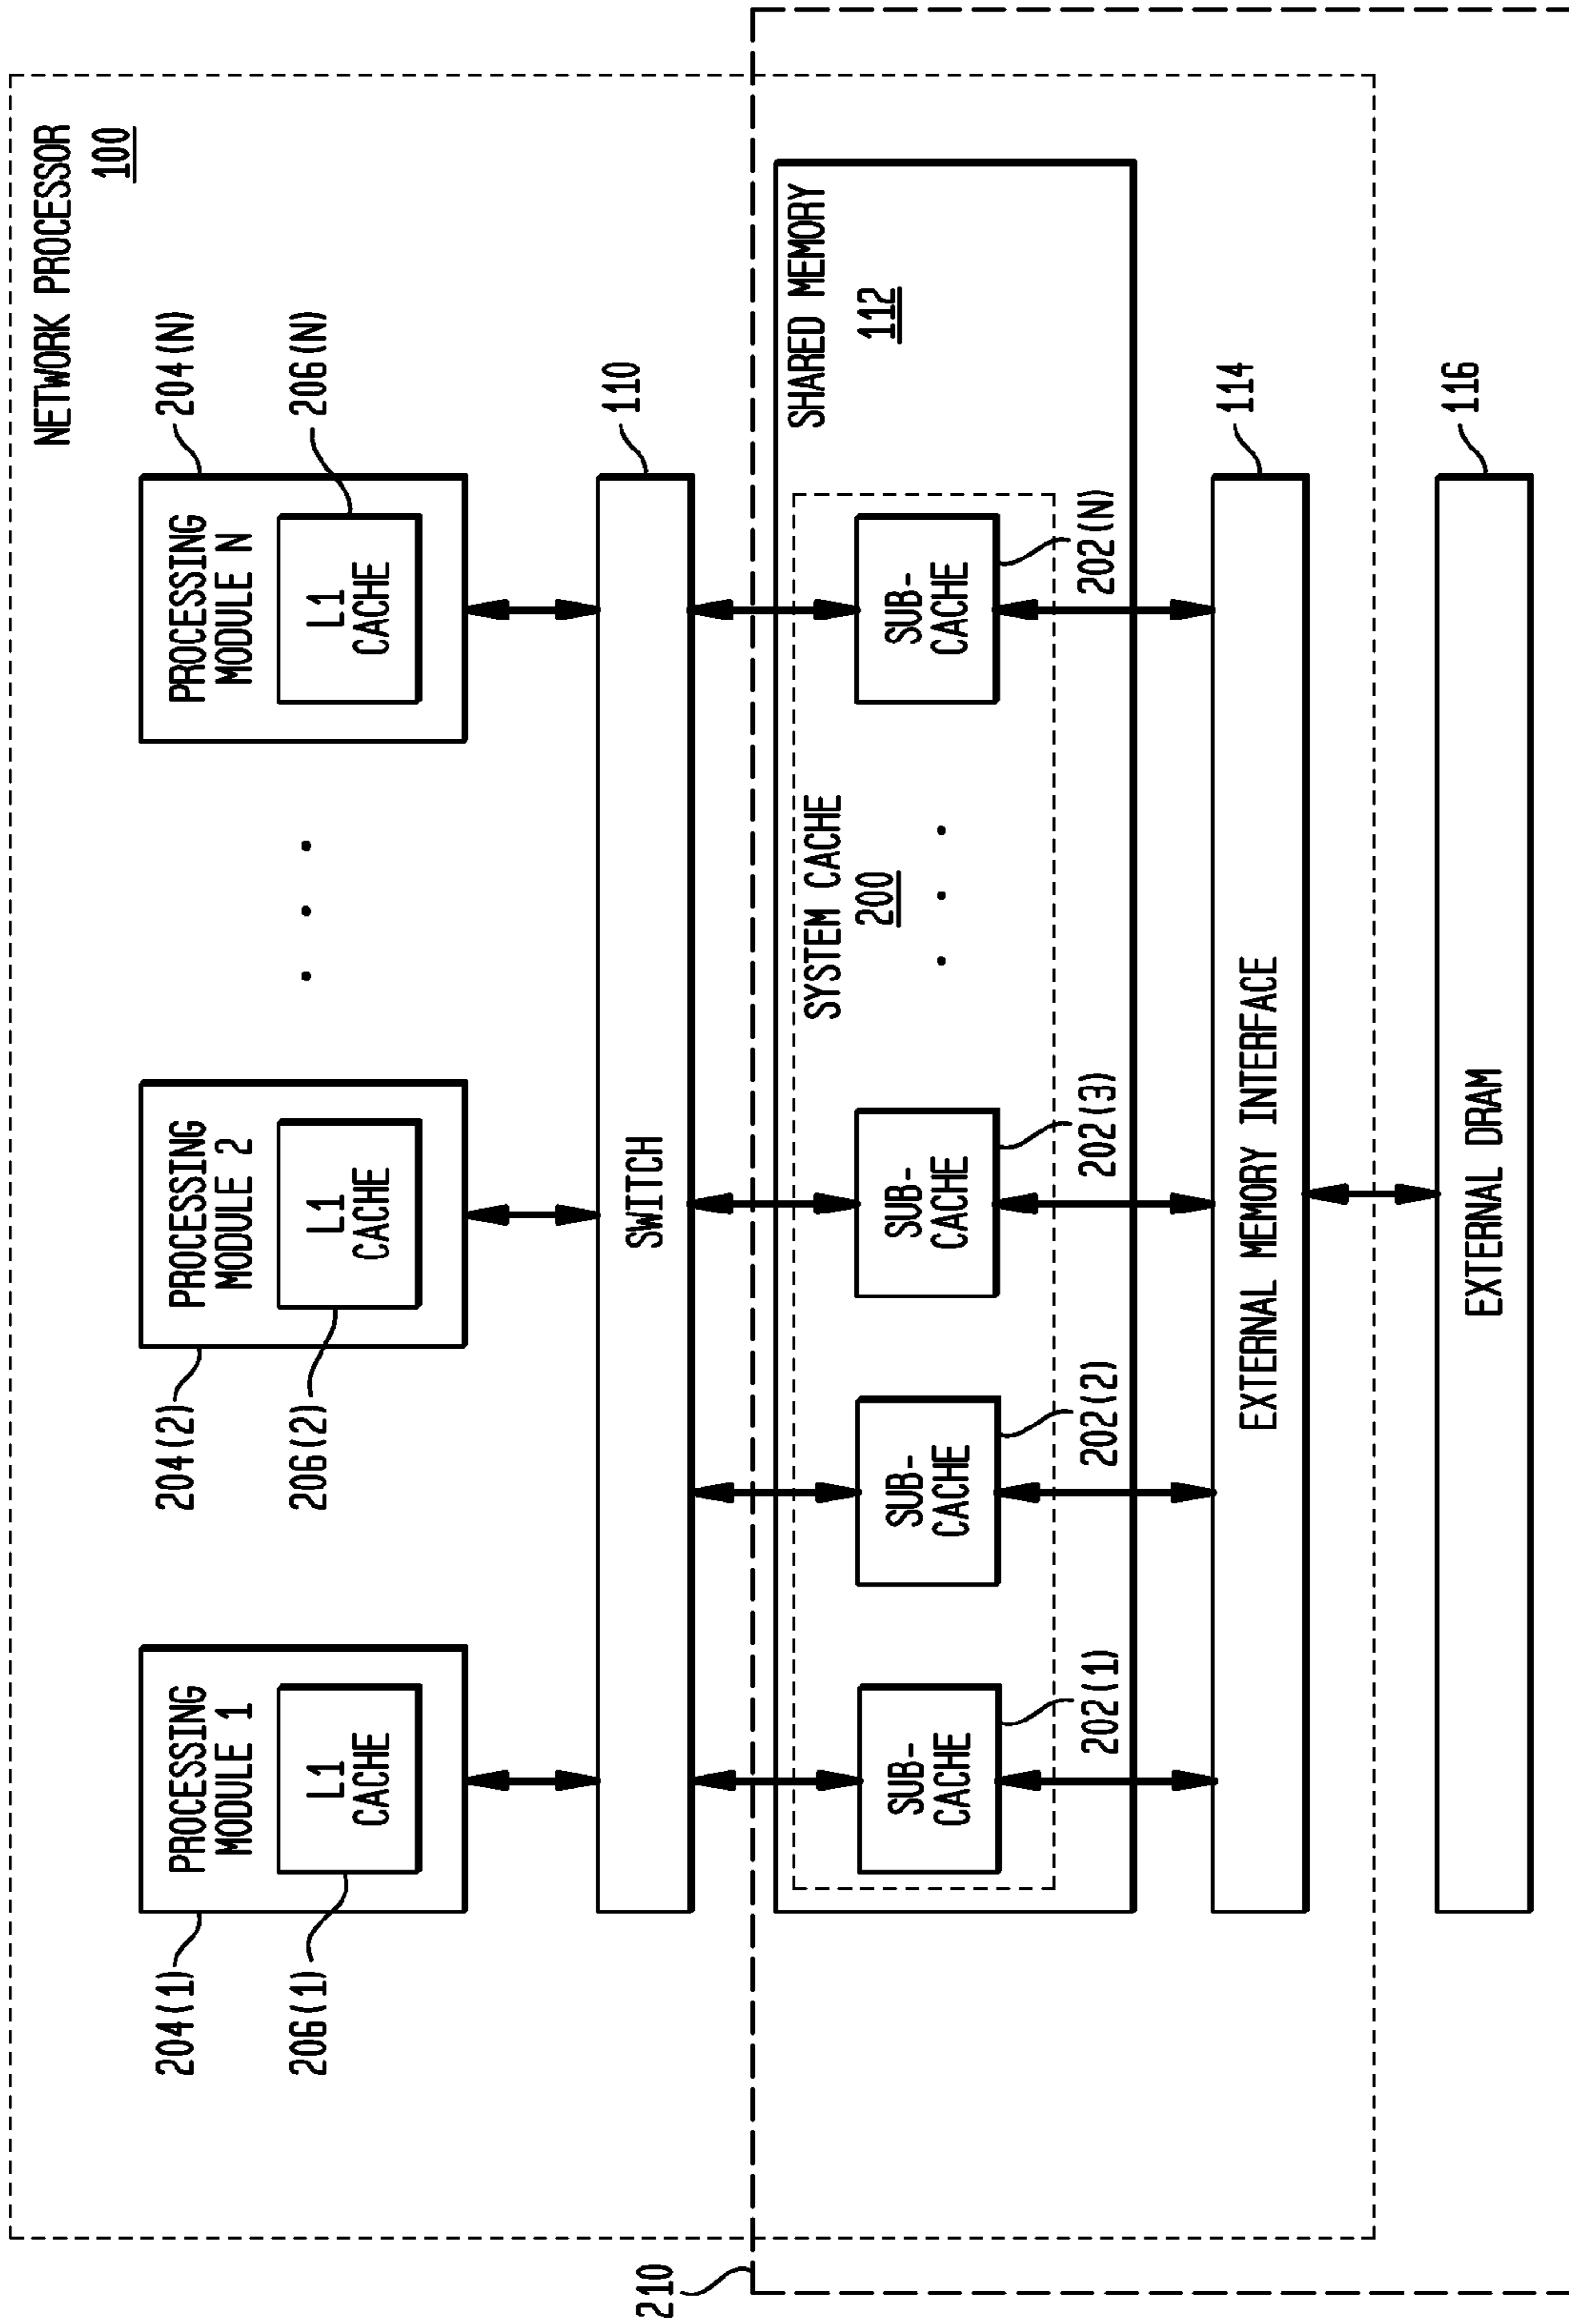 NETWORK PROCESSOR
100
204(1)
PROCESSING
MODULE 1
206(1)
L1
CACHE
204(2)
PROCESSING
MODULE 2
206(2)
L1
CACHE
. . .
204(N)
PROCESSING
MODULE N
206(N)
L1
CACHE
SWITCH
110
210
SHARED MEMORY
112
SYSTEM CACHE
200
SUB-
CACHE
202(1)
SUB-
CACHE
202(2)
SUB-
CACHE
202(3)
. . .
SUB-
CACHE
202(N)
EXTERNAL MEMORY INTERFACE
114
EXTERNAL DRAM
116